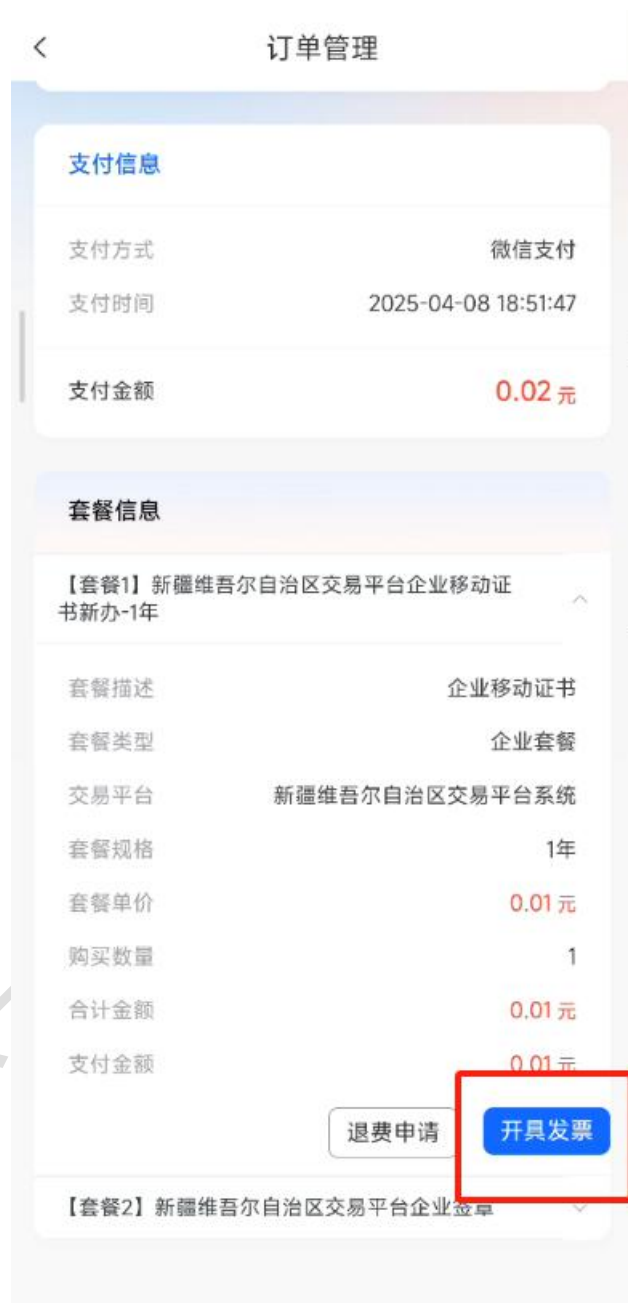 订单管理
支付信息
支付方式 微信支付
支付时间 2025-04-08 18:51:47
支付金额 0.02 元
套餐信息
【套餐1】新疆维吾尔自治区交易平台企业移动证
书新办-1年
套餐描述 企业移动证书
套餐类型 企业套餐
交易平台 新疆维吾尔自治区交易平台系统
套餐规格 1年
套餐单价 0.01 元
购买数量 1
合计金额 0.01 元
支付金额 0.01 元
退费申请 开具发票
【套餐2】新疆维吾尔自治区交易平台企业签章